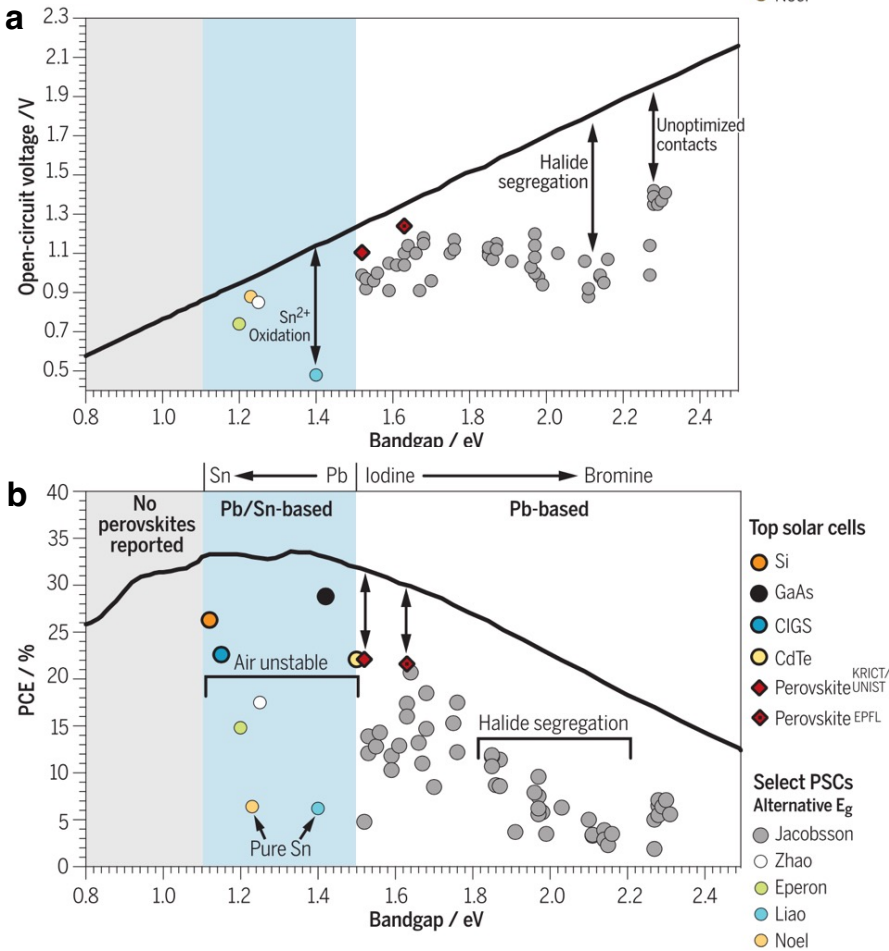 a
2.3
2.1
1.9
1.7
1.5
1.3
1.1
0.9
0.7
0.5
Open-circuit voltage /V
Unoptimized
contacts
Halide
segregation
Sn2+
Oxidation
0.8 1.0 1.2 1.4 1.6 1.8 2.0 2.2 2.4
Bandgap / eV
b
Sn Pb Iodine Bromine
40
35
30
25
20
15
10
5
0
PCE / %
No
perovskites
reported
Pb/Sn-based
Pb-based
Air unstable
Halide segregation
Pure Sn
0.8 1.0 1.2 1.4 1.6 1.8 2.0 2.2 2.4
Bandgap / eV
Top solar cells
Si
GaAs
CIGS
CdTe
Perovskite KRICT/
UNIST
Perovskite EPFL
Select PSCs
Alternative Eg
Jacobsson
Zhao
Eperon
Liao
Noel